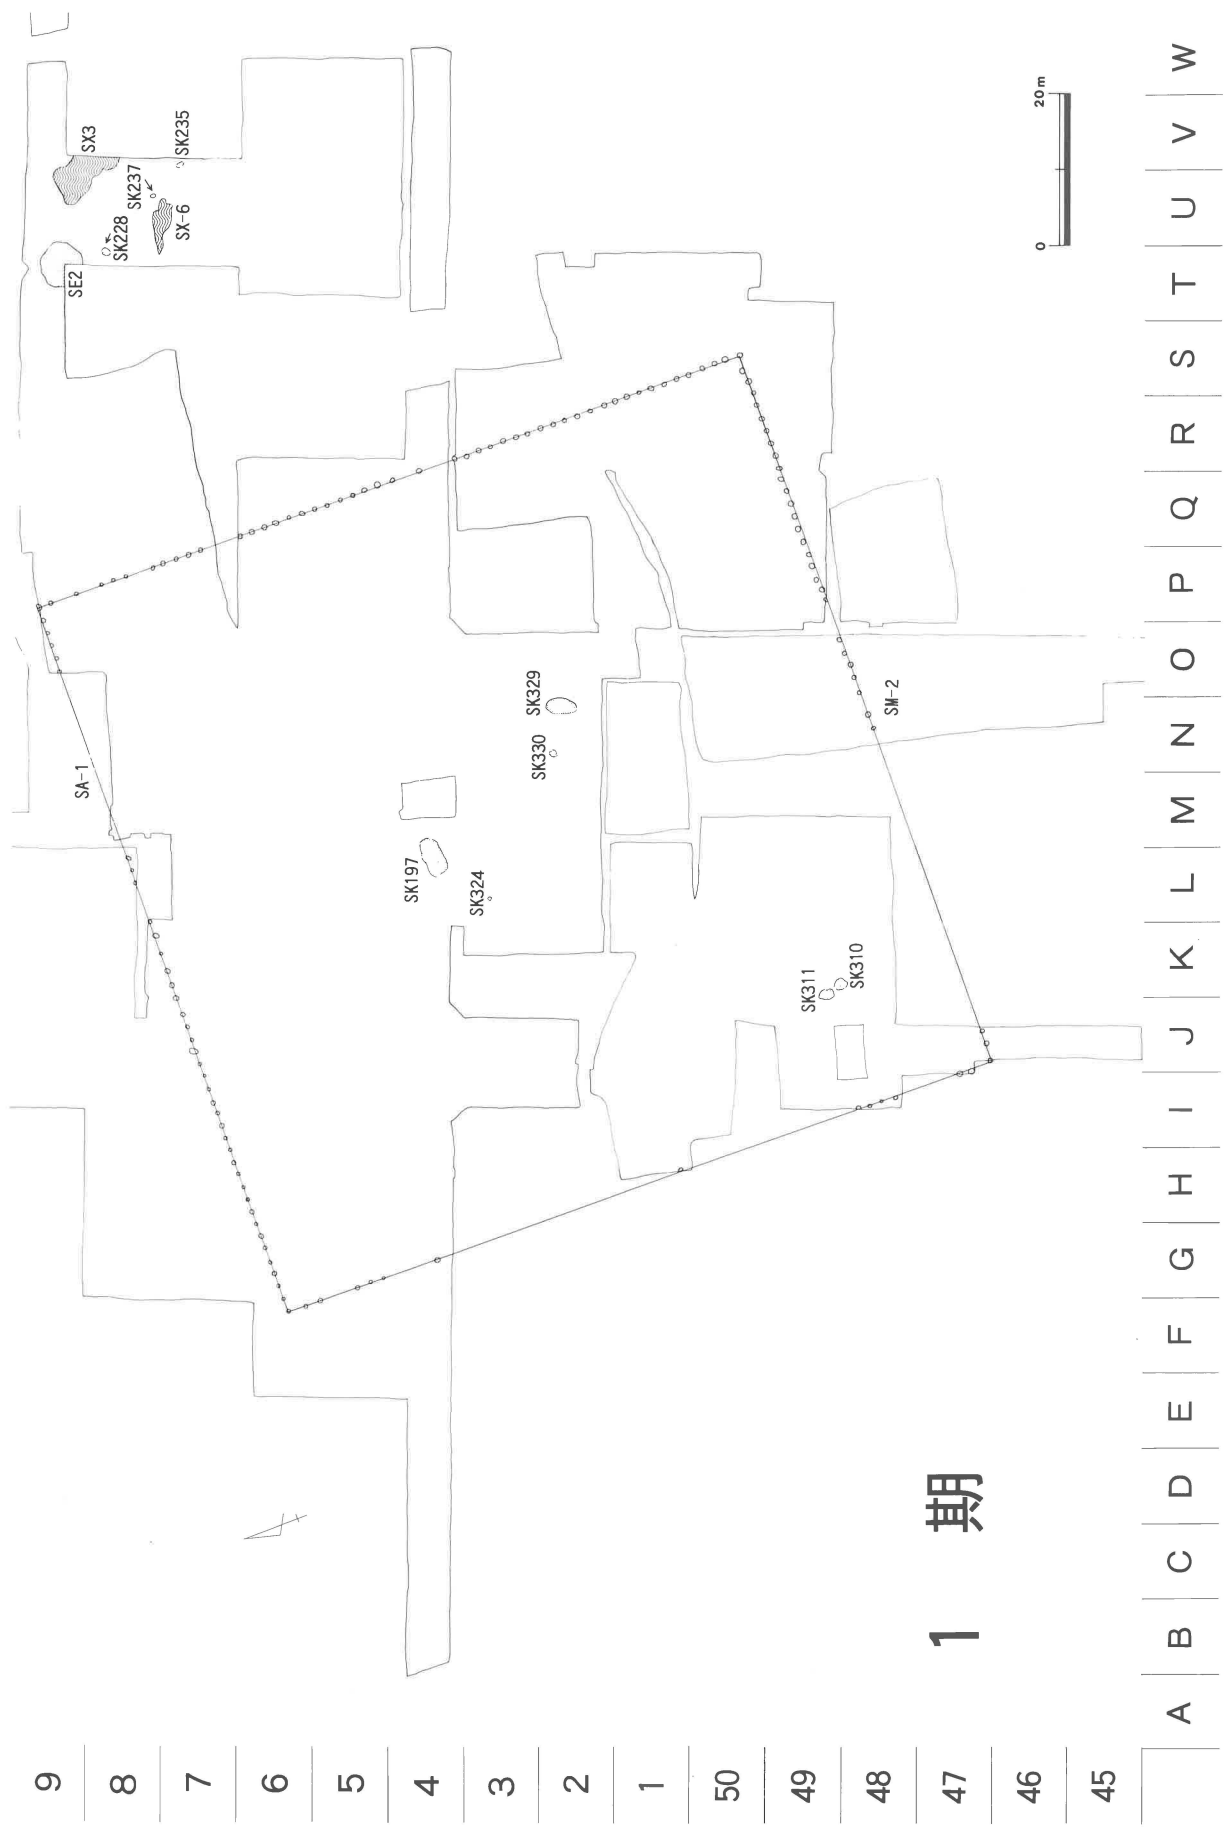 SX3
SK235
SK237
SX-6
SK228
SE2
SA-1
SK329
SK330
SK197
SK324
SK311
SK310
SM-2
0
20m
1 期
9
8
7
6
5
4
3
2
1
50
49
48
47
46
45
A
B
C
D
E
F
G
H
I
J
K
L
M
N
O
P
Q
R
S
T
U
V
W